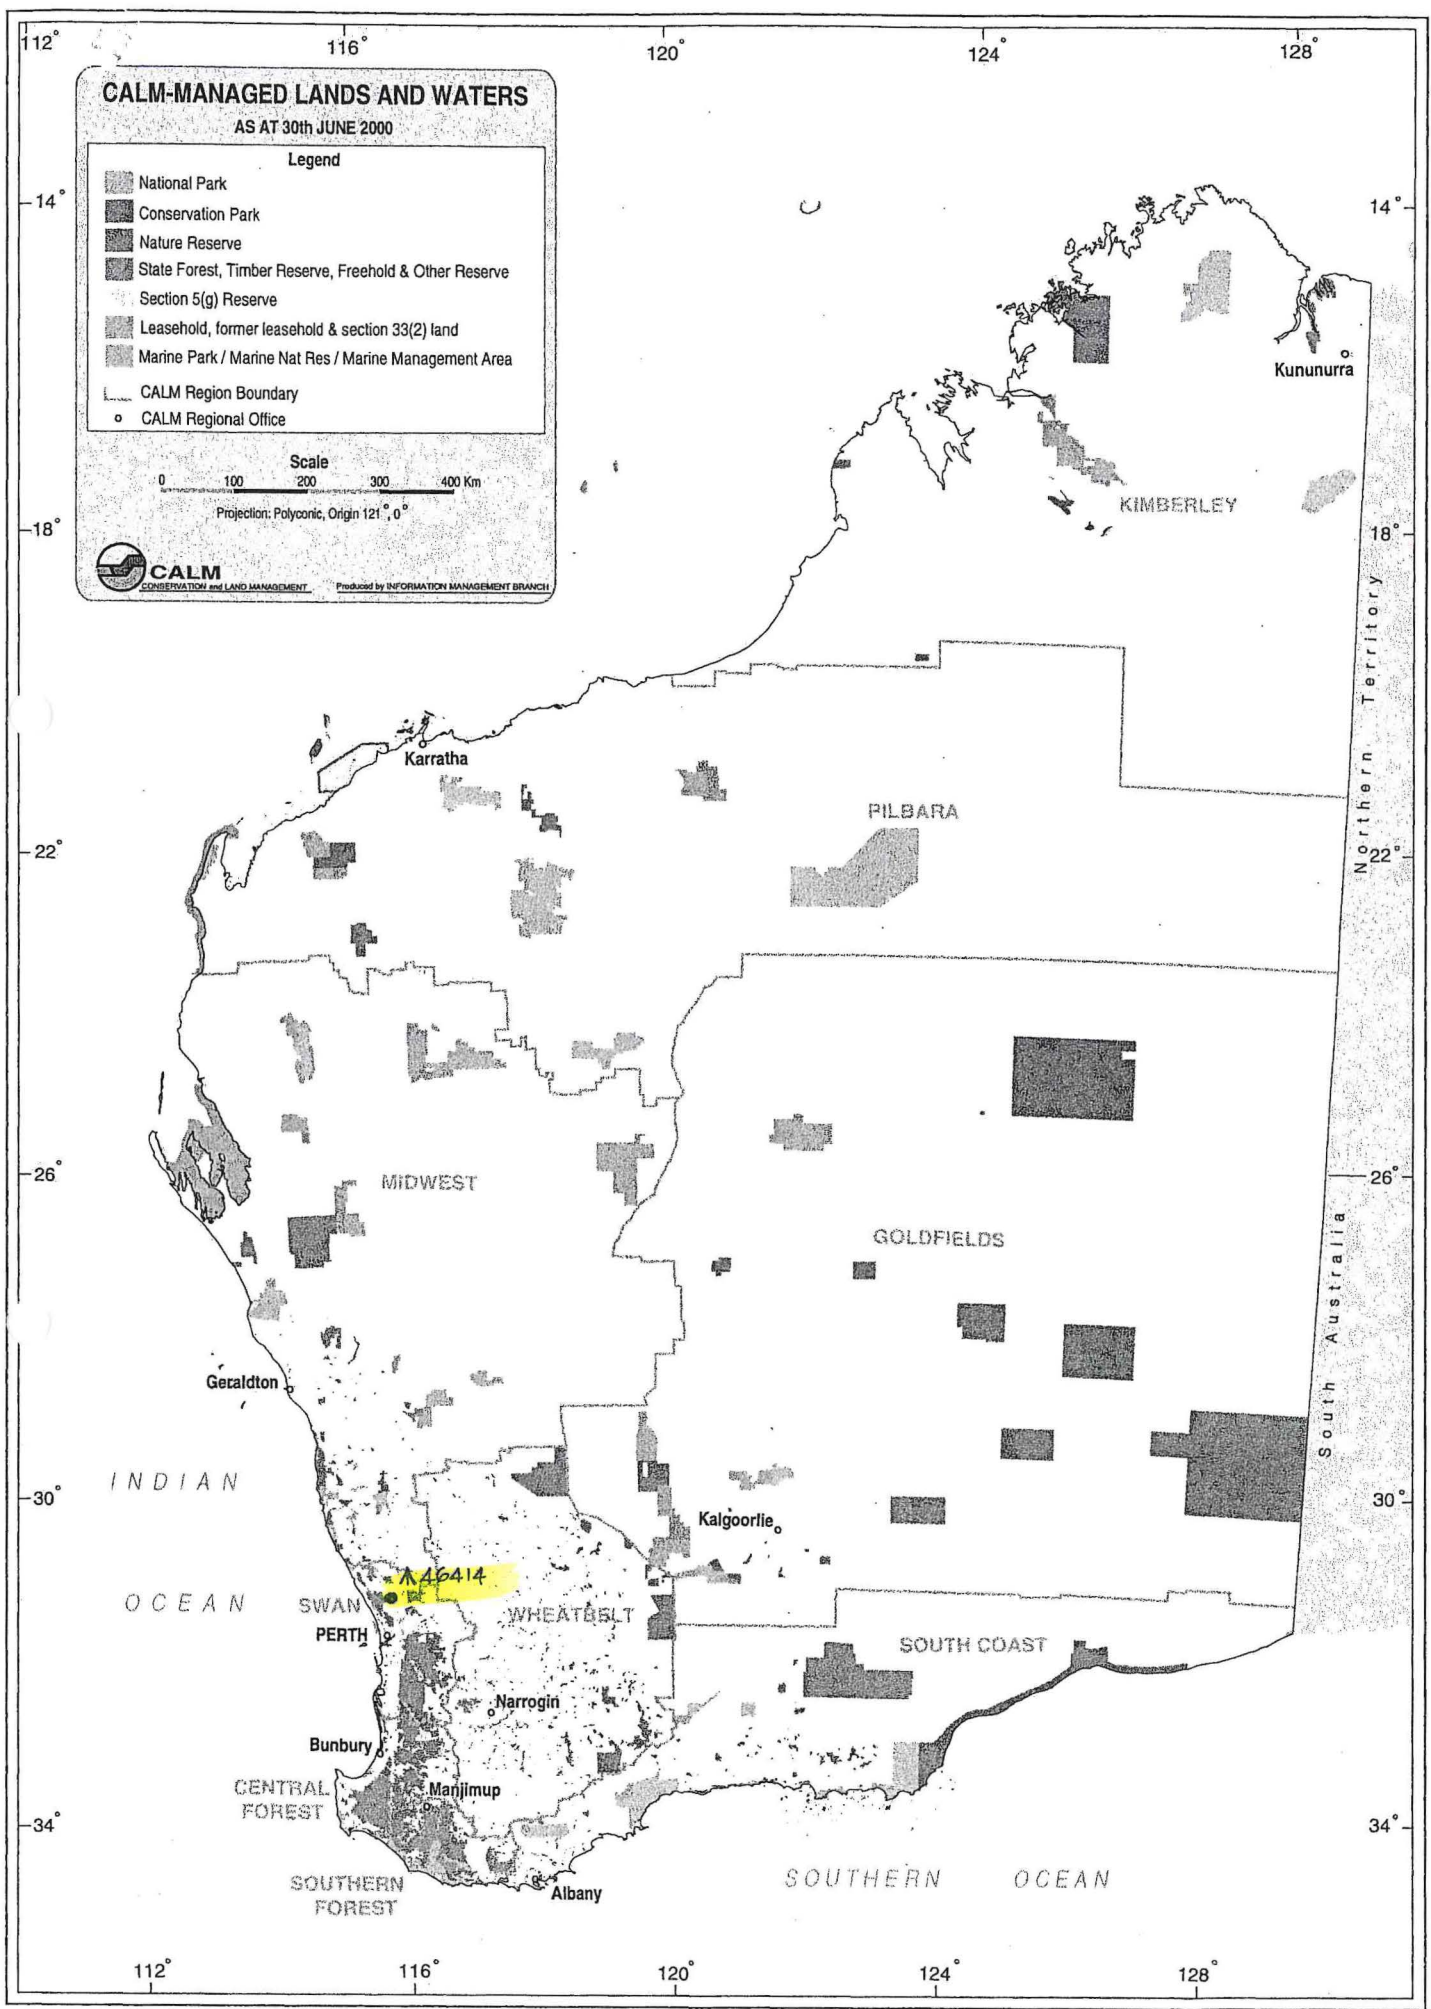 112° 116° 120° 124° 128°
CALM-MANAGED LANDS AND WATERS
AS AT 30th JUNE 2000
Legend
National Park
Conservation Park
Nature Reserve
State Forest, Timber Reserve, Freehold & Other Reserve
Section 5(g) Reserve
Leasehold, former leasehold & section 33(2) land
Marine Park / Marine Nat Res / Marine Management Area
CALM Region Boundary
CALM Regional Office
Scale
0 100 200 300 400 Km
Projection: Polyconic, Origin 121°, 0°
CALM
CONSERVATION and LAND MANAGEMENT Produced by INFORMATION MANAGEMENT BRANCH
14° 14°
Kununurra
KIMBERLEY
18° 18°
Northern Territory
Karratha
PILBARA
22° 22°
26° 26°
MIDWEST
GOLDFIELDS
South Australia
Geraldton
INDIAN
30° 30°
Kalgoorlie
46414
OCEAN
SWAN
WHEATBELT
PERTH
SOUTH COAST
Narrogin
Bunbury
CENTRAL
FOREST
Manjimup
34° 34°
SOUTHERN
FOREST
Albany
SOUTHERN OCEAN
112° 116° 120° 124° 128°